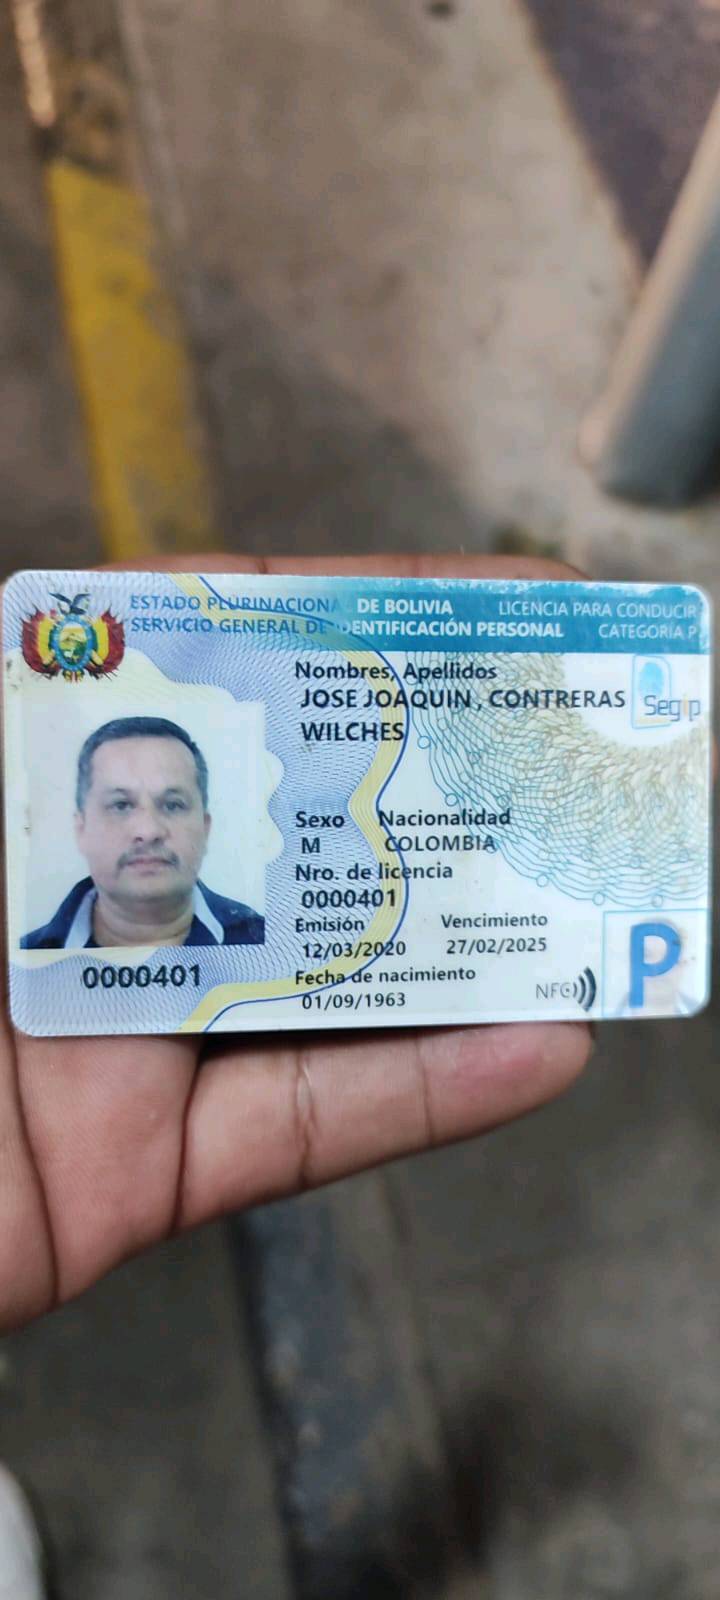 ESTADO PLURINACIONAL DE BOLIVIA LICENCIA PARA CONDUCIR
SERVICIO GENERAL DE IDENTIFICACIÓN PERSONAL CATEGORIA P
Nombres, Apellidos
JOSE JOAQUIN , CONTRERAS
WILCHES
Segip
Sexo Nacionalidad
M COLOMBIA
Nro. de licencia
0000401
Emisión Vencimiento
12/03/2020 27/02/2025
Fecha de nacimiento
01/09/1963
0000401
NFC
P